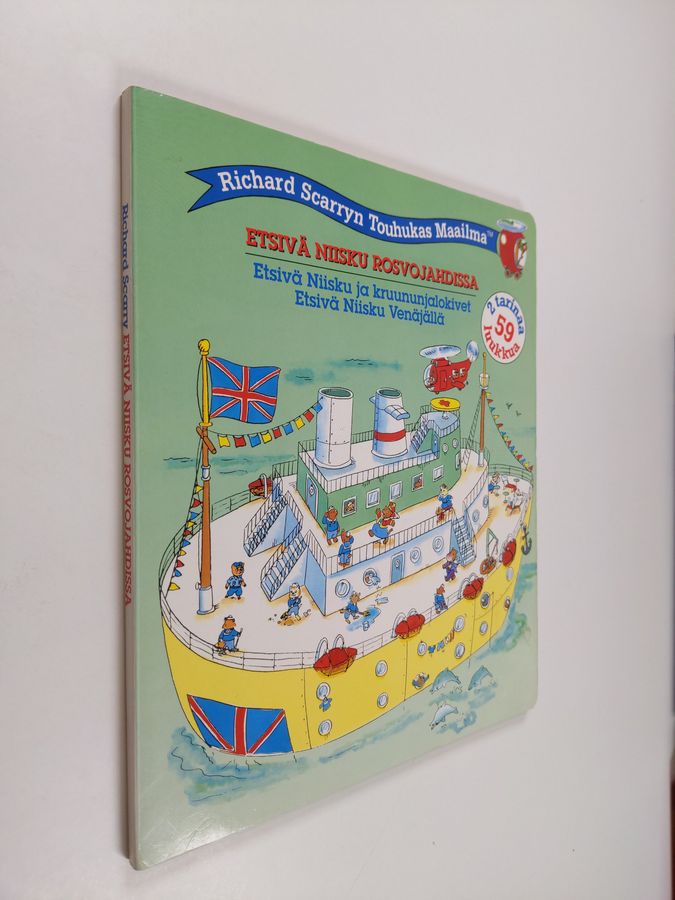 Richard Scarryn Touhukas Maailma™
ETSIVÄ NIISKU ROSVOJAHDISSA
Etsivä Niisku ja kruununjalokivet
Etsivä Niisku Venäjällä
2 tarinaa
59
luukkua
Richard Scarry ETSIVÄ NIISKU ROSVOJAHDISSA